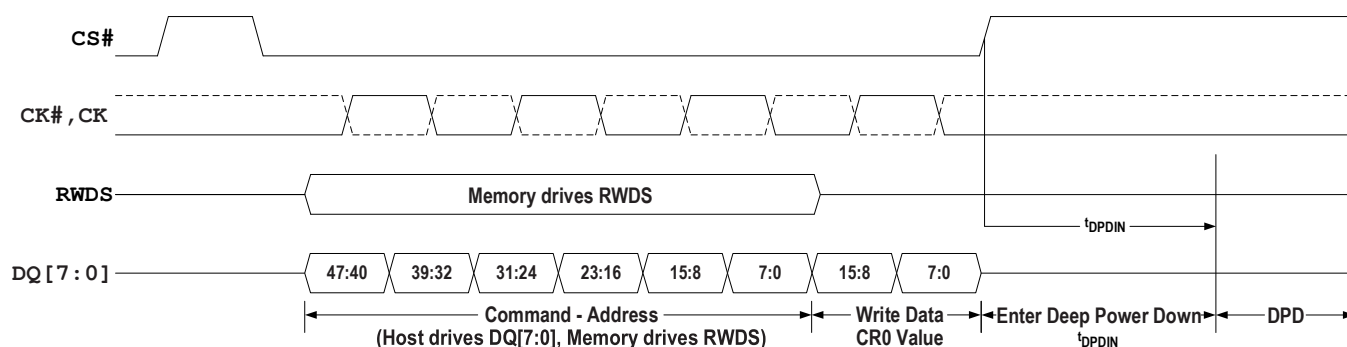 CS#
CK#,CK
RWDS
Memory drives RWDS
tDPDIN
DQ[7:0]
47:40 39:32 31:24 23:16 15:8 7:0 15:8 7:0
Command - Address Write Data Enter Deep Power Down DPD
(Host drives DQ[7:0], Memory drives RWDS) CR0 Value tDPDIN